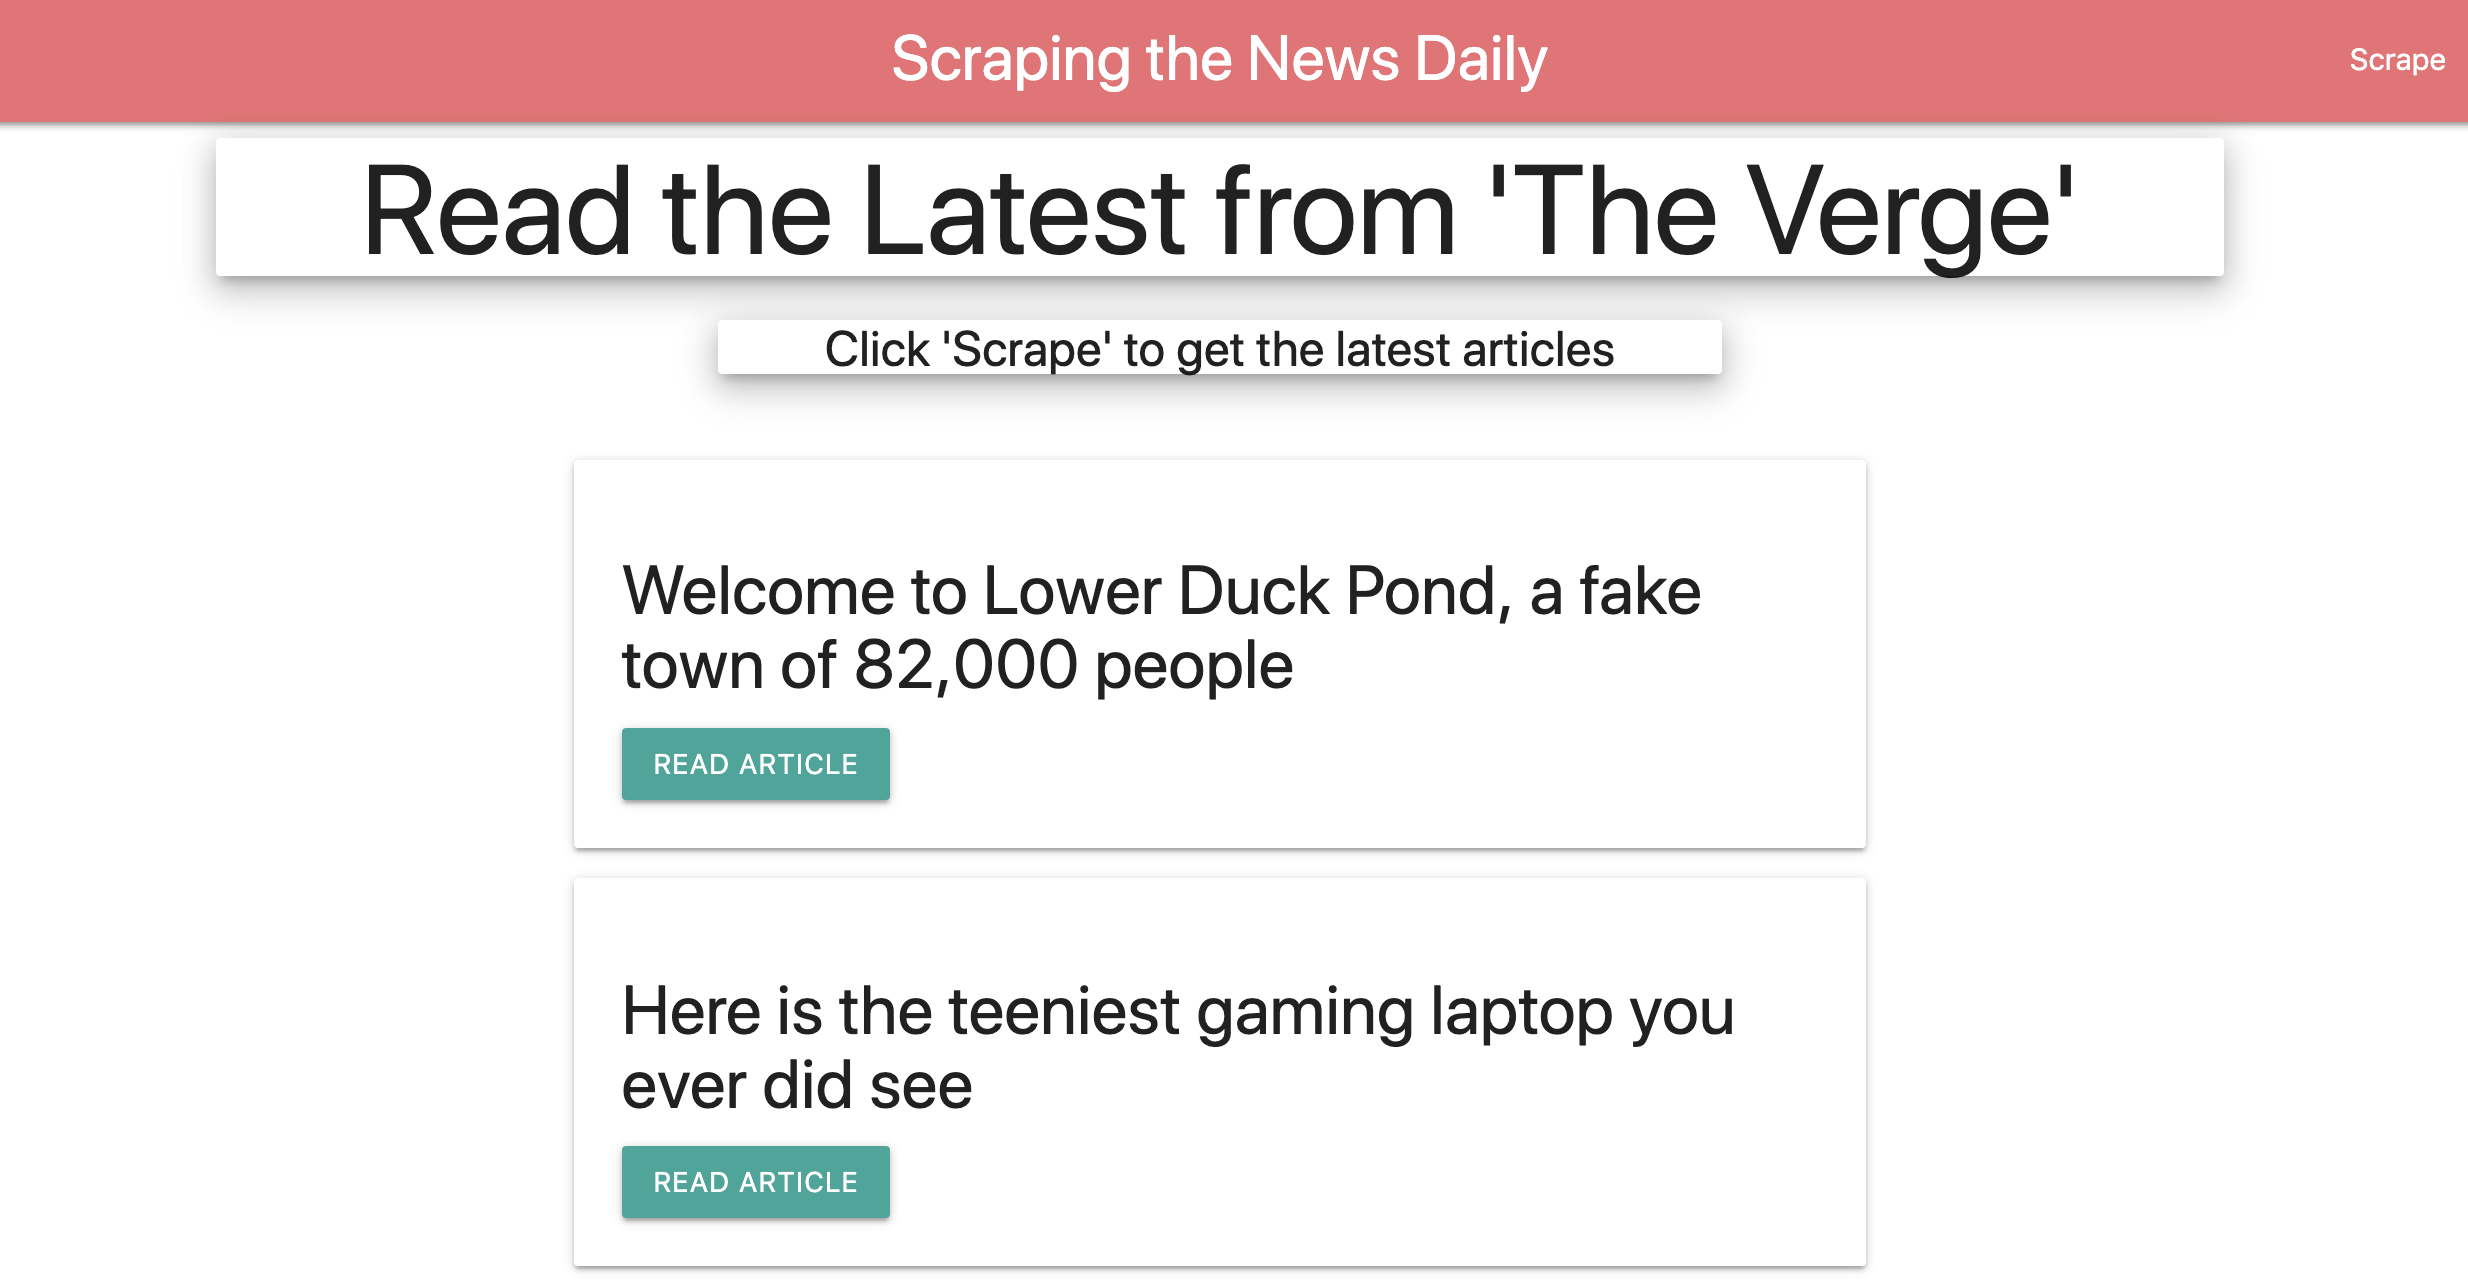 Scraping the News Daily
Scrape
Read the Latest from 'The Verge'
Click 'Scrape' to get the latest articles
Welcome to Lower Duck Pond, a fake
town of 82,000 people
READ ARTICLE
Here is the teeniest gaming laptop you
ever did see
READ ARTICLE